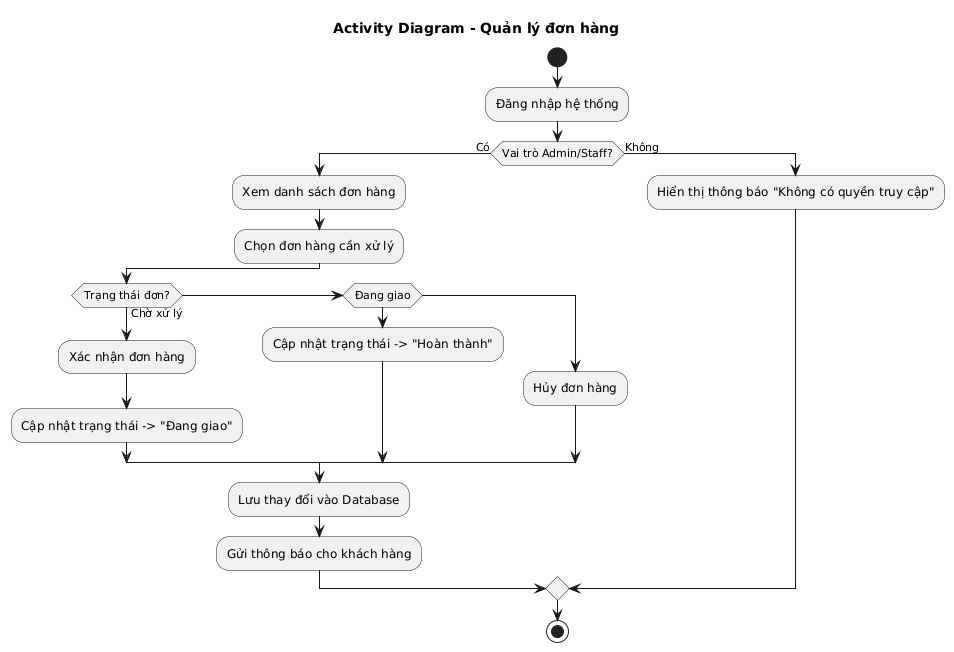 Activity Diagram - Quản lý đơn hàng
Đăng nhập hệ thống
Có
Vai trò Admin/Staff?
Không
Xem danh sách đơn hàng
Hiển thị thông báo "Không có quyền truy cập"
Chọn đơn hàng cần xử lý
Trạng thái đơn?
Đang giao
Chờ xử lý
Cập nhật trạng thái -> "Hoàn thành"
Xác nhận đơn hàng
Hủy đơn hàng
Cập nhật trạng thái -> "Đang giao"
Lưu thay đổi vào Database
Gửi thông báo cho khách hàng